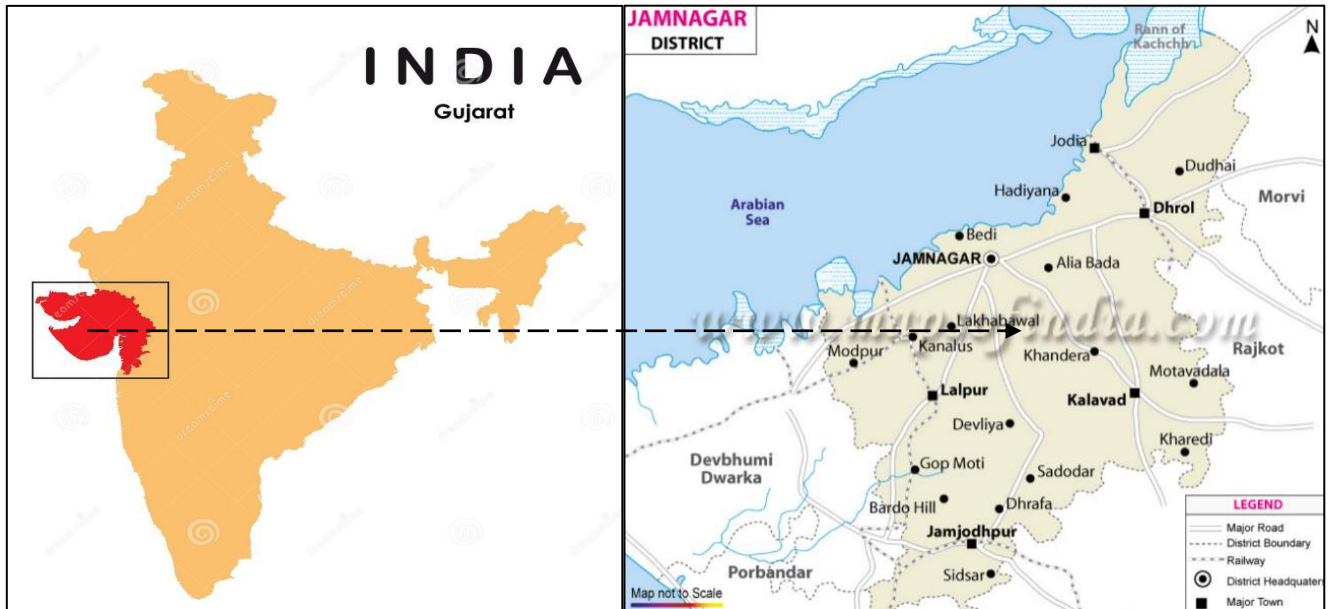 INDIA
Gujarat
dreamstime
JAMNAGAR
DISTRICT
Rann of
Kachchh
N
Jodia
Dudhai
Hadiyana
Dhrol
Morvi
Arabian
Sea
Bedi
JAMNAGAR
Alia Bada
Lakhabawal
Kanalus
Modpur
Khandera
Rajkot
Motavadala
Lalpur
Kalavad
Devliya
Kharedi
Devbhumi
Dwarka
Gop Moti
Sadodar
Bardo Hill
Dhrafa
Jamjodhpur
Porbandar
Sidsar
Map not to Scale
LEGEND
Major Road
District Boundary
Railway
District Headquaters
Major Town